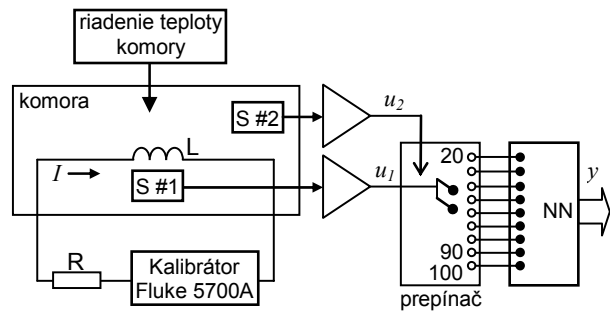 riadenie teploty
komory
komora
S #2
u2
L
I
S #1
u1
20
y
NN
R
Kalibrátor
Fluke 5700A
90
100
prepínač